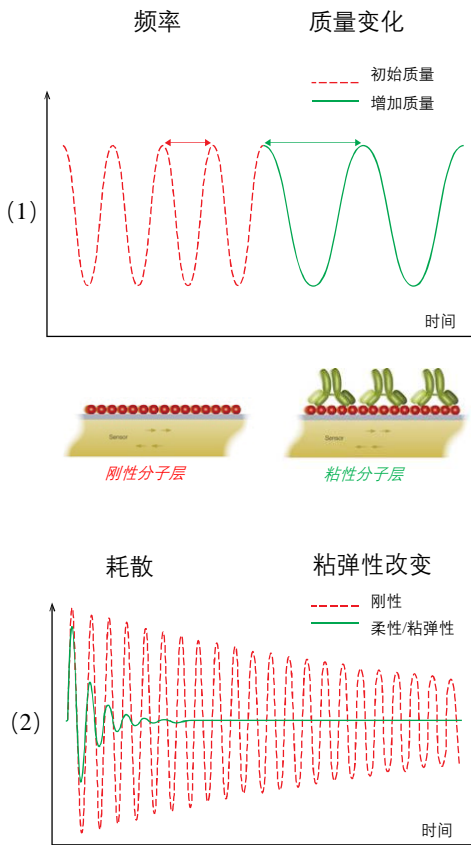 频率 质量变化
初始质量
增加质量
(1)
时间
Sensor Sensor
刚性分子层 粘性分子层
耗散 粘弹性改变
刚性
柔性/粘弹性
(2)
时间